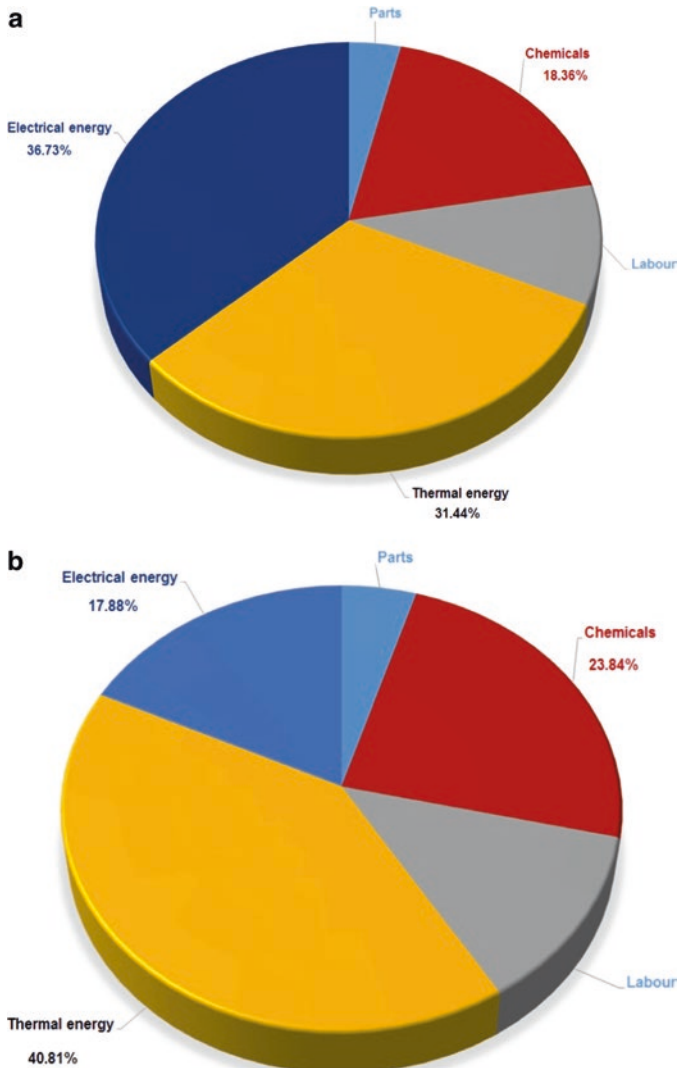 a
Parts
Chemicals
18.36%
Electrical energy
36.73%
Labour
Thermal energy
31.44%
b
Parts
Electrical energy
17.88%
Chemicals
23.84%
Labour
Thermal energy
40.81%